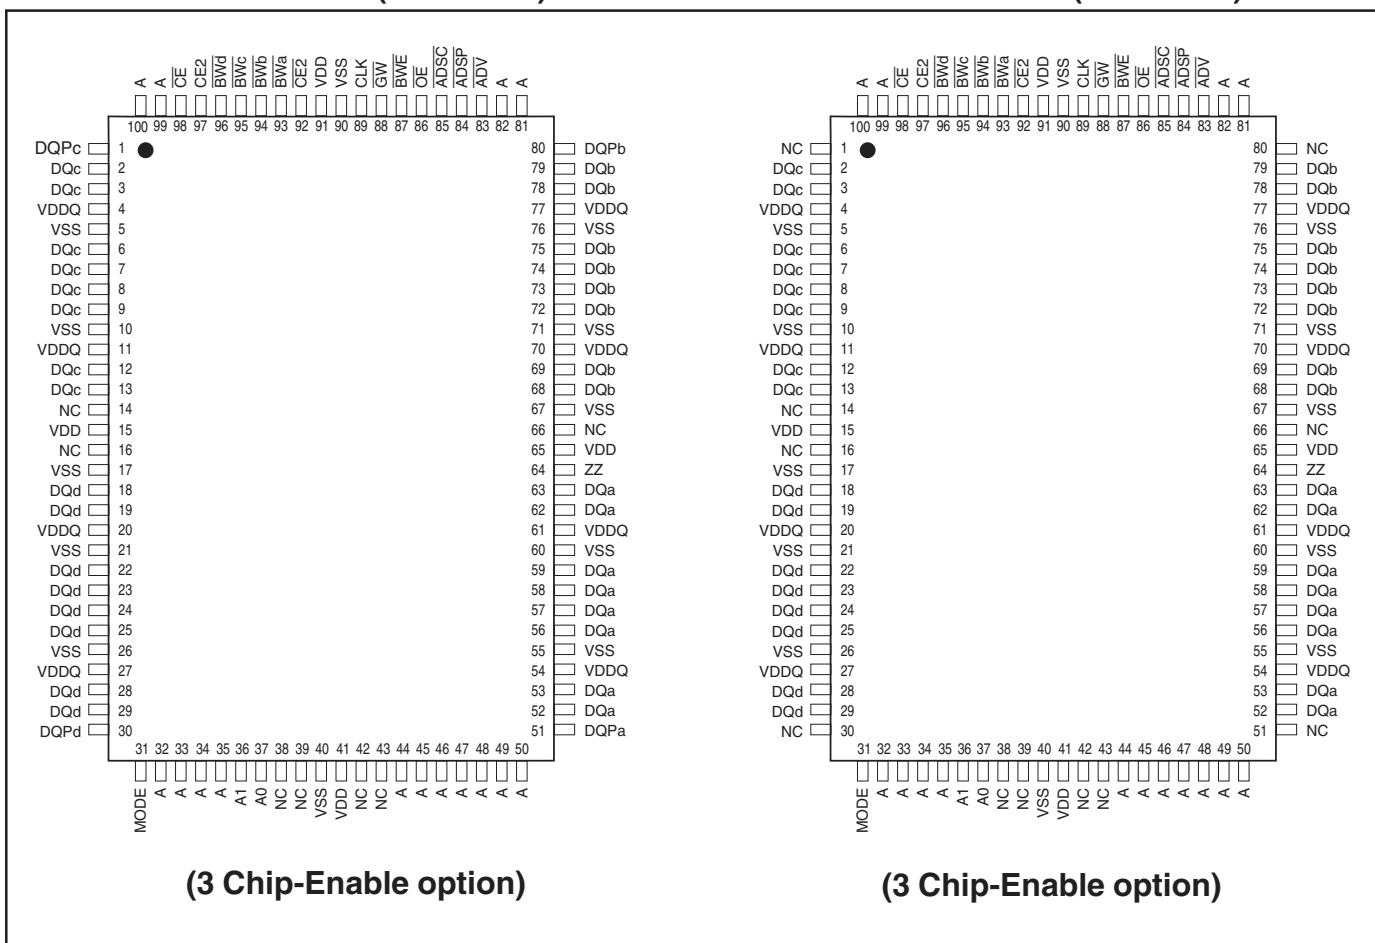 A A CE CE2 BWd BWc BWb BWa CE2 VDD VSS CLK GW BWE OE ADSC ADSP ADV A A
100 99 98 97 96 95 94 93 92 91 90 89 88 87 86 85 84 83 82 81
DQPc 1 80 DQPb
DQc 2 79 DQb
DQc 3 78 DQb
VDDQ 4 77 VDDQ
VSS 5 76 VSS
DQc 6 75 DQb
DQc 7 74 DQb
DQc 8 73 DQb
DQc 9 72 DQb
VSS 10 71 VSS
VDDQ 11 70 VDDQ
DQc 12 69 DQb
DQc 13 68 DQb
NC 14 67 VSS
VDD 15 66 NC
NC 16 65 VDD
VSS 17 64 ZZ
DQd 18 63 DQa
DQd 19 62 DQa
VDDQ 20 61 VDDQ
VSS 21 60 VSS
DQd 22 59 DQa
DQd 23 58 DQa
DQd 24 57 DQa
DQd 25 56 DQa
VSS 26 55 VSS
VDDQ 27 54 VDDQ
DQd 28 53 DQa
DQd 29 52 DQa
DQPd 30 51 DQPa
31 32 33 34 35 36 37 38 39 40 41 42 43 44 45 46 47 48 49 50
MODE A A A A A1 A0 NC NC VSS VDD NC NC A A A A A A A
(3 Chip-Enable option)
A A CE CE2 BWd BWc BWb BWa CE2 VDD VSS CLK GW BWE OE ADSC ADSP ADV A A
100 99 98 97 96 95 94 93 92 91 90 89 88 87 86 85 84 83 82 81
NC 1 80 NC
DQc 2 79 DQb
DQc 3 78 DQb
VDDQ 4 77 VDDQ
VSS 5 76 VSS
DQc 6 75 DQb
DQc 7 74 DQb
DQc 8 73 DQb
DQc 9 72 DQb
VSS 10 71 VSS
VDDQ 11 70 VDDQ
DQc 12 69 DQb
DQc 13 68 DQb
NC 14 67 VSS
VDD 15 66 NC
NC 16 65 VDD
VSS 17 64 ZZ
DQd 18 63 DQa
DQd 19 62 DQa
VDDQ 20 61 VDDQ
VSS 21 60 VSS
DQd 22 59 DQa
DQd 23 58 DQa
DQd 24 57 DQa
DQd 25 56 DQa
VSS 26 55 VSS
VDDQ 27 54 VDDQ
DQd 28 53 DQa
DQd 29 52 DQa
NC 30 51 NC
31 32 33 34 35 36 37 38 39 40 41 42 43 44 45 46 47 48 49 50
MODE A A A A A1 A0 NC NC VSS VDD NC NC A A A A A A A
(3 Chip-Enable option)